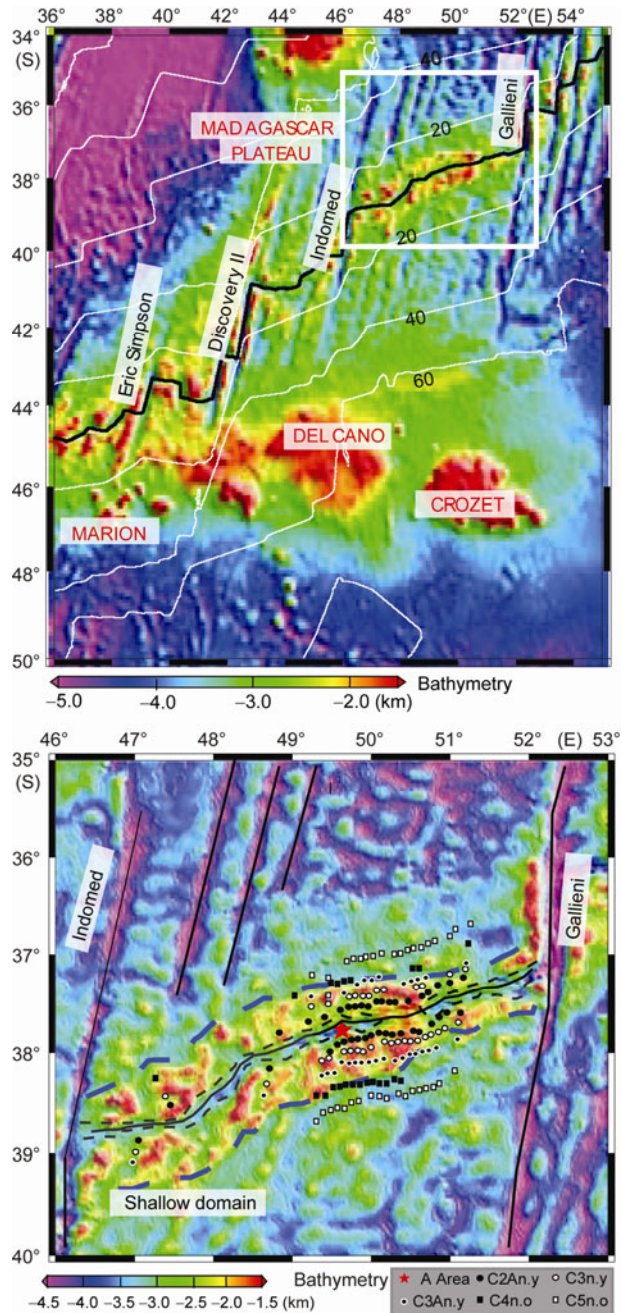 36° 38 40 42 44 46 48 50 52 (E) 54°
34°
(S)
36°
38°
40°
42°
44°
46°
48°
50°
40
20
20
40
60
MADAGASCAR
PLATEAU
Gallieni
Indomed
Discovery II
Eric Simpson
DEL CANO
CROZET
MARION
−5.0 −4.0 −3.0 −2.0 (km)
Bathymetry
46° 47° 48° 49° 50° 51° 52° (E) 53°
35°
(S)
36°
37°
38°
39°
40°
Indomed
Gallieni
Shallow domain
−4.5 −4.0 −3.5 −3.0 −2.5 −2.0 −1.5 (km)
Bathymetry
A Area C2An.y C3n.y
C3An.y C4n.o C5n.o